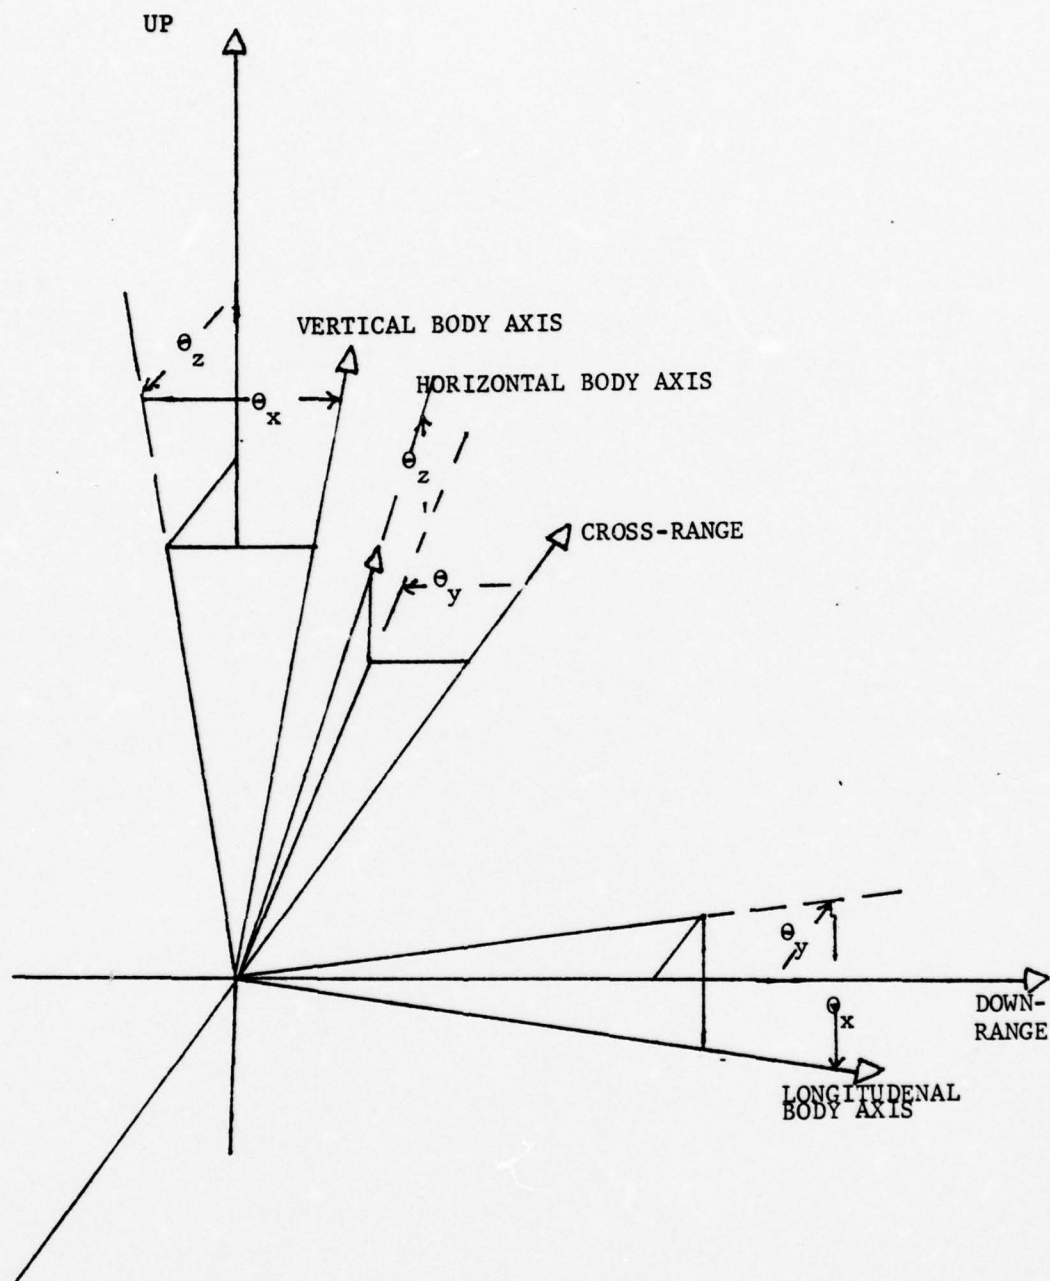 UP
VERTICAL BODY AXIS
θz
HORIZONTAL BODY AXIS
θx
θz
CROSS-RANGE
θy
θy
DOWN-
RANGE
θx
LONGITUDENAL
BODY AXIS